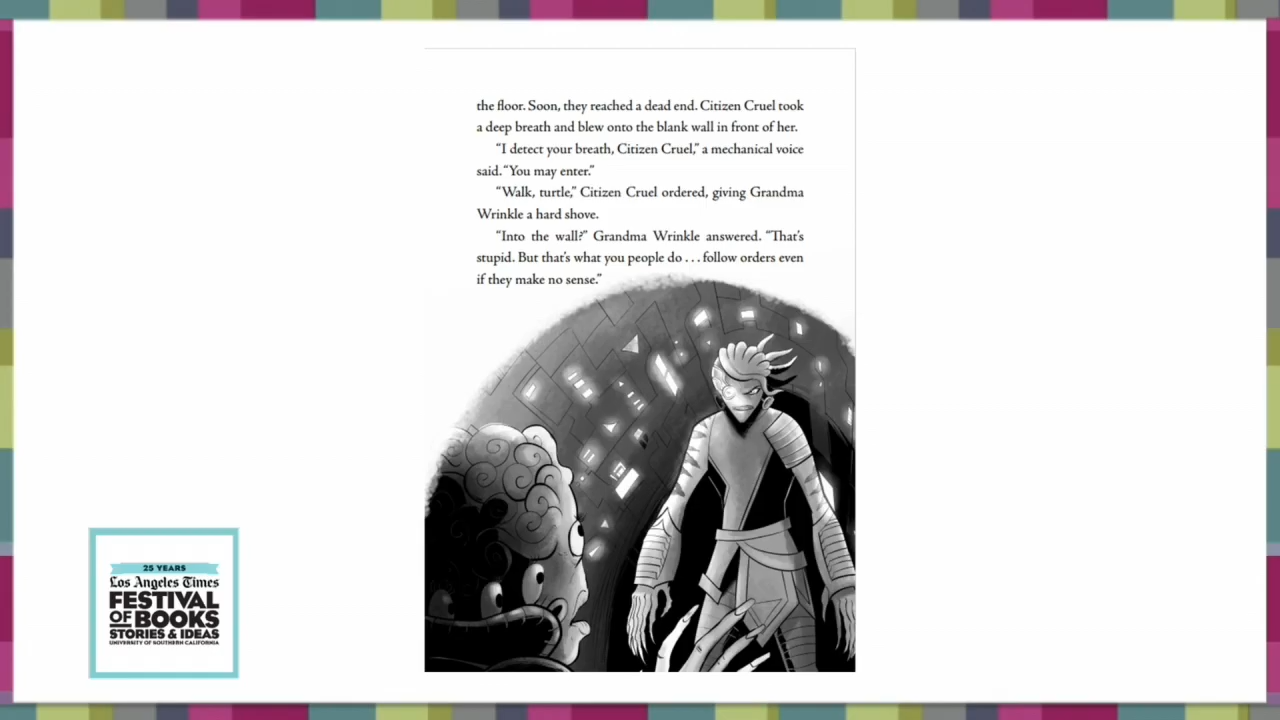 the floor. Soon, they reached a dead end. Citizen Cruel took
a deep breath and blew onto the blank wall in front of her.
“I detect your breath, Citizen Cruel,” a mechanical voice
said. “You may enter.”
“Walk, turtle,” Citizen Cruel ordered, giving Grandma
Wrinkle a hard shove.
“Into the wall?” Grandma Wrinkle answered. “That’s
stupid. But that’s what you people do . . . follow orders even
if they make no sense.”
25 YEARS
Los Angeles Times
FESTIVAL
OF BOOKS
STORIES & IDEAS
UNIVERSITY OF SOUTHERN CALIFORNIA